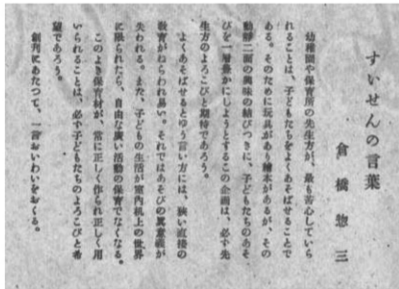 すいせんの言葉
倉橋惣三
幼稚園や保育所の先生方が、最も苦心していら
れることは、子どもたちをよくあそばせることで
ある。そのために玩具があり繪本があるが、その
動靜二面の興味の結びつきに、子どもたちのあそ
びを一層豊かにしようとするこの企画は、必ず先
生方のよろこびと期待であろう。
よくあそばせるとゆう言い方には、狭い直接の
教育がねらわれ易い。それではあそびの真意義が
失われる。また、子どもの生活が室内机上の世界
に限られたら、自由な廣い活動の保育でなくなる。
このよき保育材が、常に正しく作られ正しく用
いられることは、必ず子どもたちのよろこびと希
望であろう。
創刊にあたつて、一言おいわいをおくる。